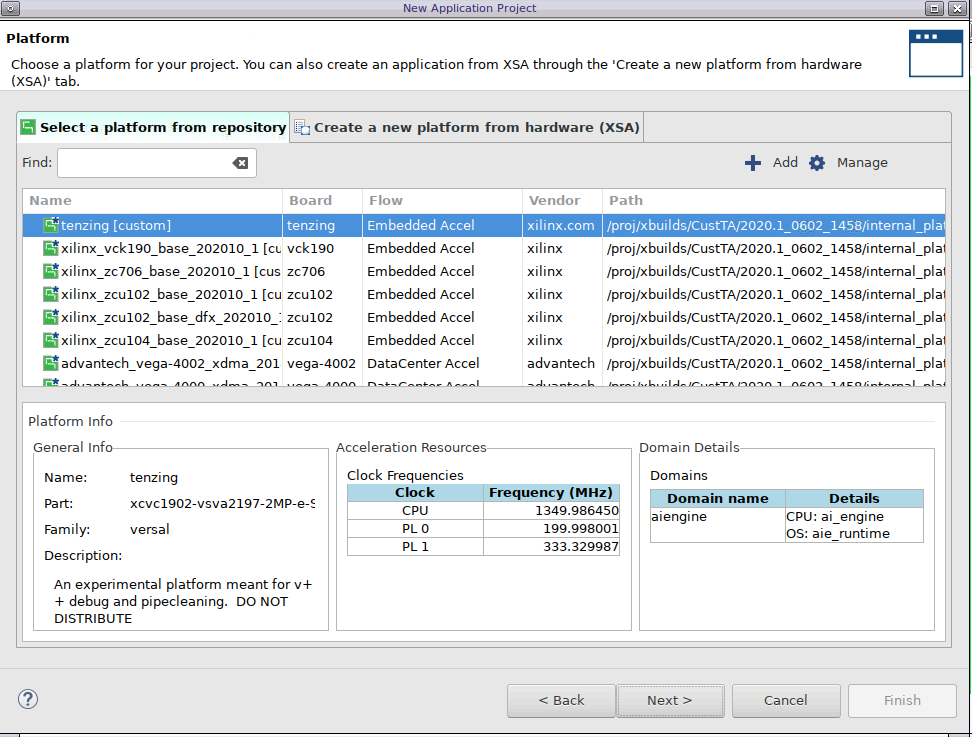 New Application Project
Platform
Choose a platform for your project. You can also create an application from XSA through the 'Create a new platform from hardware
(XSA)' tab.
Select a platform from repository Create a new platform from hardware (XSA)
Find: Add Manage
Name Board Flow Vendor Path
tenzing [custom] tenzing Embedded Accel xilinx.com /proj/xbuilds/CustTA/2020.1_0602_1458/internal_plat
xilinx_vck190_base_202010_1 [cu vck190 Embedded Accel xilinx /proj/xbuilds/CustTA/2020.1_0602_1458/internal_plat
xilinx_zc706_base_202010_1 [cus zc706 Embedded Accel xilinx /proj/xbuilds/CustTA/2020.1_0602_1458/internal_plat
xilinx_zcu102_base_202010_1 [cu zcu102 Embedded Accel xilinx /proj/xbuilds/CustTA/2020.1_0602_1458/internal_plat
xilinx_zcu102_base_dfx_202010_ zcu102 Embedded Accel xilinx /proj/xbuilds/CustTA/2020.1_0602_1458/internal_plat
xilinx_zcu104_base_202010_1 [cu zcu104 Embedded Accel xilinx /proj/xbuilds/CustTA/2020.1_0602_1458/internal_plat
advantech_vega-4002_xdma_201 vega-4002 DataCenter Accel advantech /proj/xbuilds/CustTA/2020.1_0602_1458/internal_plat
Platform Info
General Info
Name: tenzing
Part: xcvc1902-vsva2197-2MP-e-S
Family: versal
Description:
An experimental platform meant for v+
+ debug and pipecleaning. DO NOT
DISTRIBUTE
Acceleration Resources
Clock Frequencies
Clock Frequency (MHz)
CPU 1349.986450
PL 0 199.998001
PL 1 333.329987
Domain Details
Domains
Domain name Details
aiengine CPU: ai_engine
OS: aie_runtime
? < Back Next > Cancel Finish